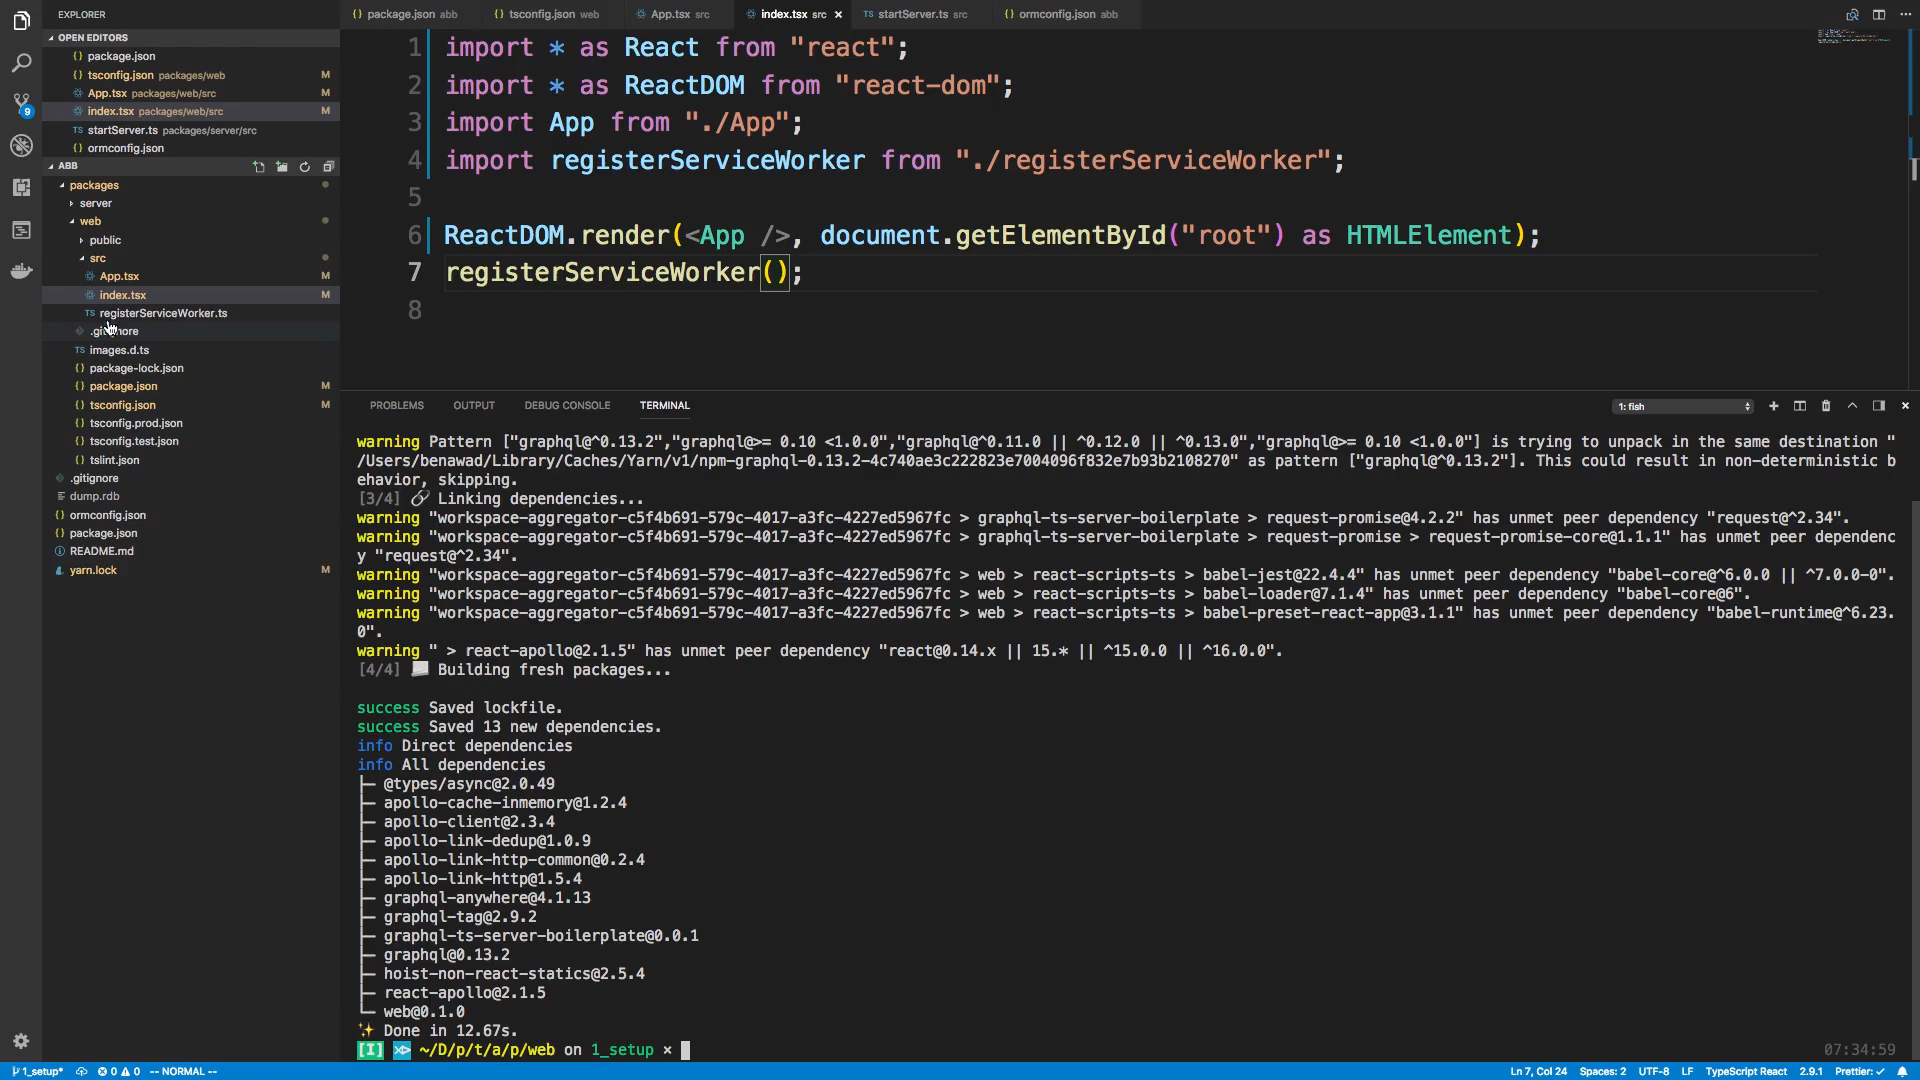 EXPLORER
OPEN EDITORS
{} package.json
{} tsconfig.json packages/web M
App.tsx packages/web/src M
index.tsx packages/web/src M
TS startServer.ts packages/server/src
{} ormconfig.json
ABB
packages
server
web
public
src
App.tsx M
index.tsx M
TS registerServiceWorker.ts
TS images.d.ts
{} package-lock.json
{} package.json M
{} tsconfig.json M
{} tsconfig.prod.json
{} tsconfig.test.json
{} tslint.json
.gitignore
dump.rdb
{} ormconfig.json
{} package.json
README.md
yarn.lock M
9
{} package.json abb {} tsconfig.json web App.tsx src index.tsx src × TS startServer.ts src {} ormconfig.json abb
1 import * as React from "react";
2 import * as ReactDOM from "react-dom";
3 import App from "./App";
4 import registerServiceWorker from "./registerServiceWorker";
5
6 ReactDOM.render(<App />, document.getElementById("root") as HTMLElement);
7 registerServiceWorker();
8
PROBLEMS OUTPUT DEBUG CONSOLE TERMINAL 1: fish
warning Pattern ["graphql@^0.13.2","graphql@>= 0.10 <1.0.0","graphql@^0.11.0 || ^0.12.0 || ^0.13.0","graphql@>= 0.10 <1.0.0"] is trying to unpack in the same destination "
/Users/benawad/Library/Caches/Yarn/v1/npm-graphql-0.13.2-4c740ae3c222823e7004096f832e7b93b2108270" as pattern ["graphql@^0.13.2"]. This could result in non-deterministic b
ehavior, skipping.
[3/4] 🔗 Linking dependencies...
warning "workspace-aggregator-c5f4b691-579c-4017-a3fc-4227ed5967fc > graphql-ts-server-boilerplate > request-promise@4.2.2" has unmet peer dependency "request@^2.34".
warning "workspace-aggregator-c5f4b691-579c-4017-a3fc-4227ed5967fc > graphql-ts-server-boilerplate > request-promise > request-promise-core@1.1.1" has unmet peer dependenc
y "request@^2.34".
warning "workspace-aggregator-c5f4b691-579c-4017-a3fc-4227ed5967fc > web > react-scripts-ts > babel-jest@22.4.4" has unmet peer dependency "babel-core@^6.0.0 || ^7.0.0-0".
warning "workspace-aggregator-c5f4b691-579c-4017-a3fc-4227ed5967fc > web > react-scripts-ts > babel-loader@7.1.4" has unmet peer dependency "babel-core@6".
warning "workspace-aggregator-c5f4b691-579c-4017-a3fc-4227ed5967fc > web > react-scripts-ts > babel-preset-react-app@3.1.1" has unmet peer dependency "babel-runtime@^6.23.
0".
warning " > react-apollo@2.1.5" has unmet peer dependency "react@0.14.x || 15.* || ^15.0.0 || ^16.0.0".
[4/4] 📃 Building fresh packages...
success Saved lockfile.
success Saved 13 new dependencies.
info Direct dependencies
info All dependencies
├─ @types/async@2.0.49
├─ apollo-cache-inmemory@1.2.4
├─ apollo-client@2.3.4
├─ apollo-link-dedup@1.0.9
├─ apollo-link-http-common@0.2.4
├─ apollo-link-http@1.5.4
├─ graphql-anywhere@4.1.13
├─ graphql-tag@2.9.2
├─ graphql-ts-server-boilerplate@0.0.1
├─ graphql@0.13.2
├─ hoist-non-react-statics@2.5.4
├─ react-apollo@2.1.5
└─ web@0.1.0
✨ Done in 12.67s.
[I] ~/D/p/t/a/p/web on 1_setup × 07:34:59
1_setup* 0 0 -- NORMAL -- Ln 7, Col 24 Spaces: 2 UTF-8 LF TypeScript React 2.9.1 Prettier: ✓